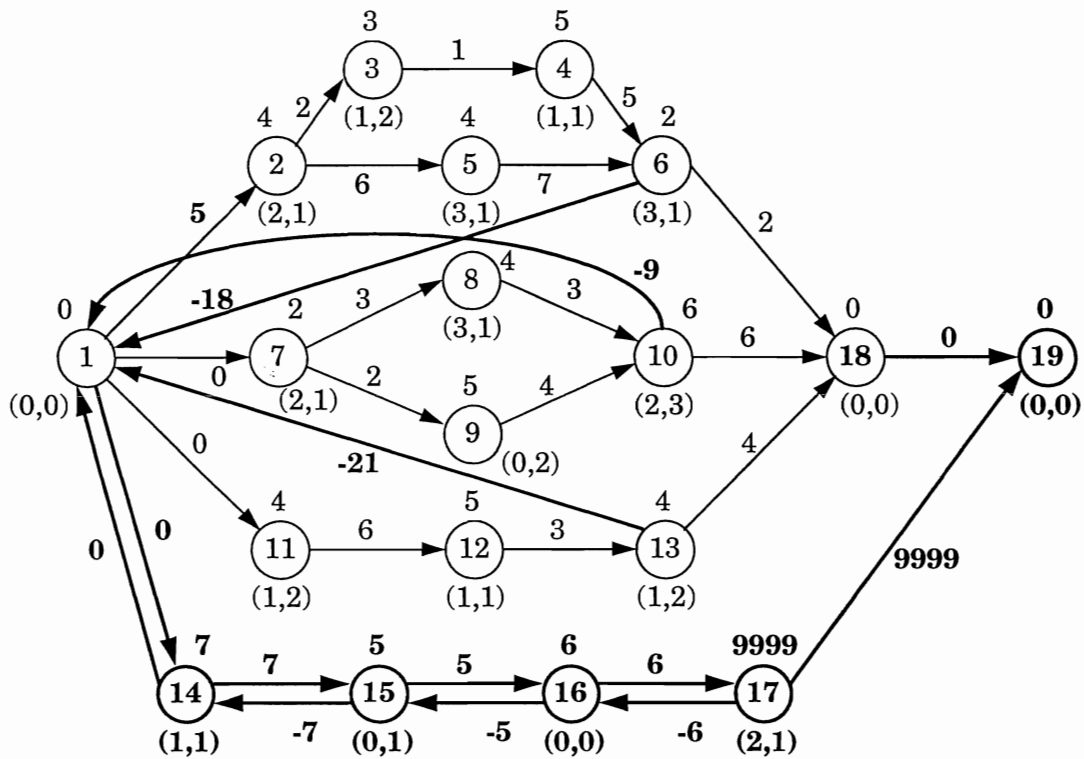 3 5
1
3 4
2 5
(1,2) (1,1)
4 4 2
2 5 6
6 7
(2,1) (3,1) (3,1)
5 2
4
8
-9
3 3
-18
(3,1)
0 2 6 0 0
1 7 10 18 19
0 6 0
(0,0) (2,1) (2,3) (0,0) (0,0)
2 5 4
9
(0,2)
0 -21 4
4 5 4
11 12 13
6 3
(1,2) (1,1) (1,2)
0 0 9999
7 5 6 9999
7 5 6
14 15 16 17
-7 -5 -6
(1,1) (0,1) (0,0) (2,1)